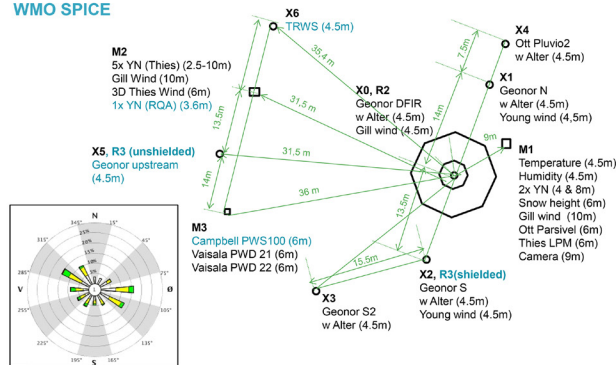 WMO SPICE
X6
TRWS (4.5m)
X4
Ott Pluvio2
w Alter (4.5m)
M2
5x YN (Thies) (2.5-10m)
Gill Wind (10m)
3D Thies Wind (6m)
1x YN (RQA) (3.6m)
X0, R2
Geonor DFIR
w Alter (4.5m)
Gill wind (4.5m)
X1
Geonor N
w Alter (4.5m)
Young wind (4,5m)
35,4 m
7.5m
14m
9m
13.5m
31,5 m
X5, R3 (unshielded)
Geonor upstream
(4.5m)
31.5 m
14m
36 m
13.5m
15.5m
M1
Temperature (4.5m)
Humidity (4.5m)
2x YN (4 & 8m)
Snow height (6m)
Gill wind (10m)
Ott Parsivel (6m)
Thies LPM (6m)
Camera (9m)
M3
Campbell PWS100 (6m)
Vaisala PWD 21 (6m)
Vaisala PWD 22 (6m)
X2, R3(shielded)
Geonor S
w Alter (4.5m)
Young wind (4.5m)
X3
Geonor S2
w Alter (4.5m)
N
345°
15°
315°
45°
285°
75°
V
Ø
255°
105°
225°
135°
195°
165°
S
25%
20%
15%
10%
5%